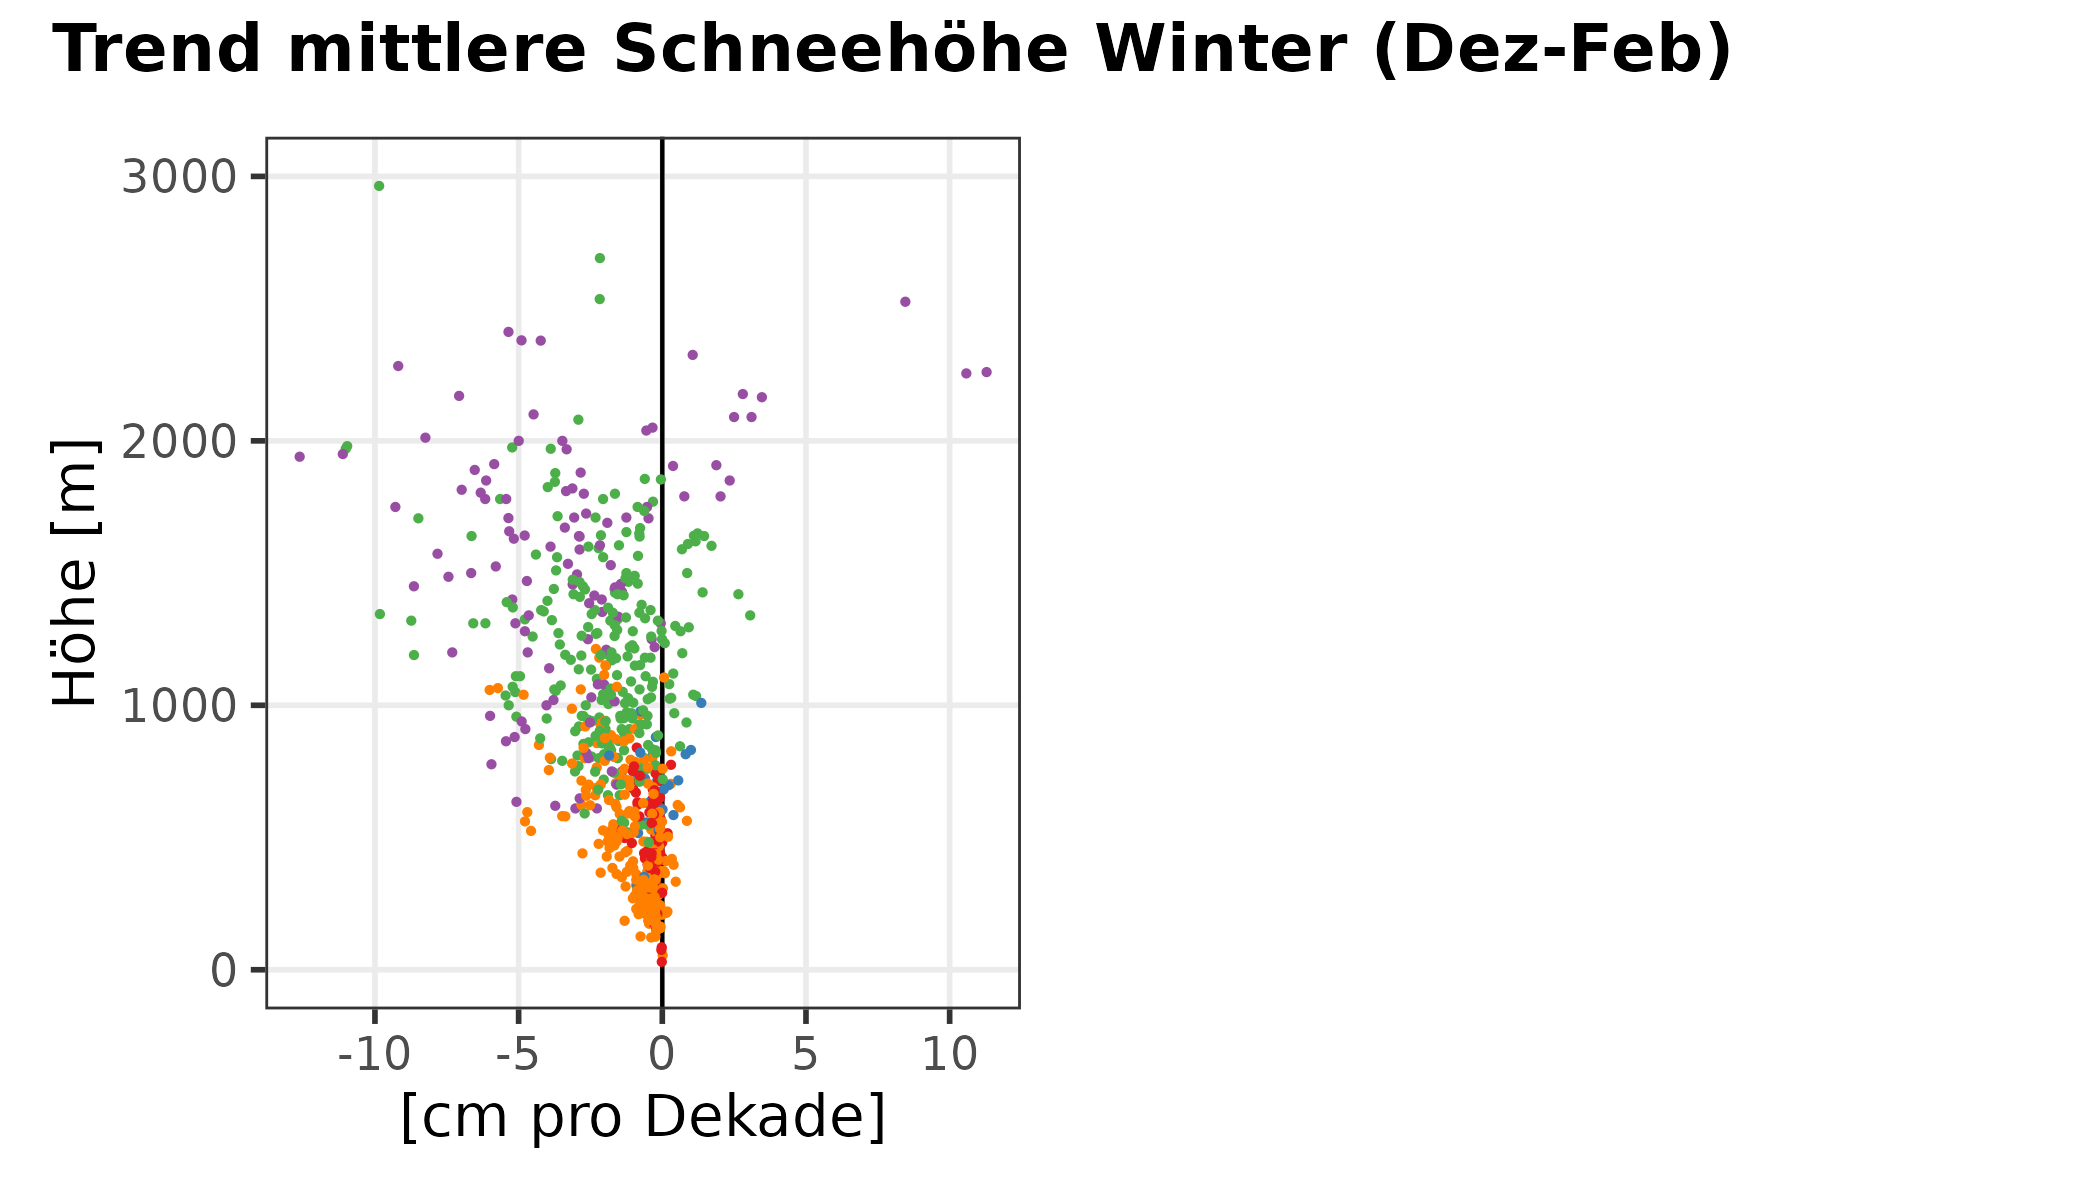 Trend mittlere Schneehöhe Winter (Dez-Feb)
3000
2000
1000
0
Höhe [m]
-10 -5 0 5 10
[cm pro Dekade]